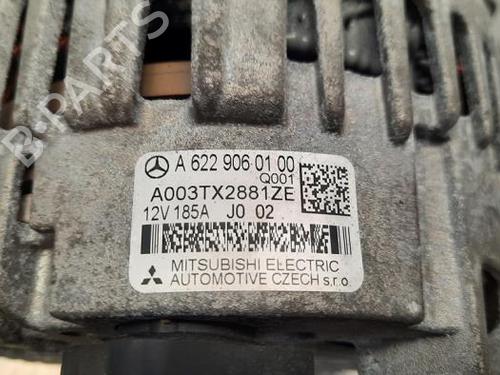 B-PARTS
A 622 906 01 00
Q001
A003TX2881ZE
12V 185A J0 02
MITSUBISHI ELECTRIC
AUTOMOTIVE CZECH s.r.o.